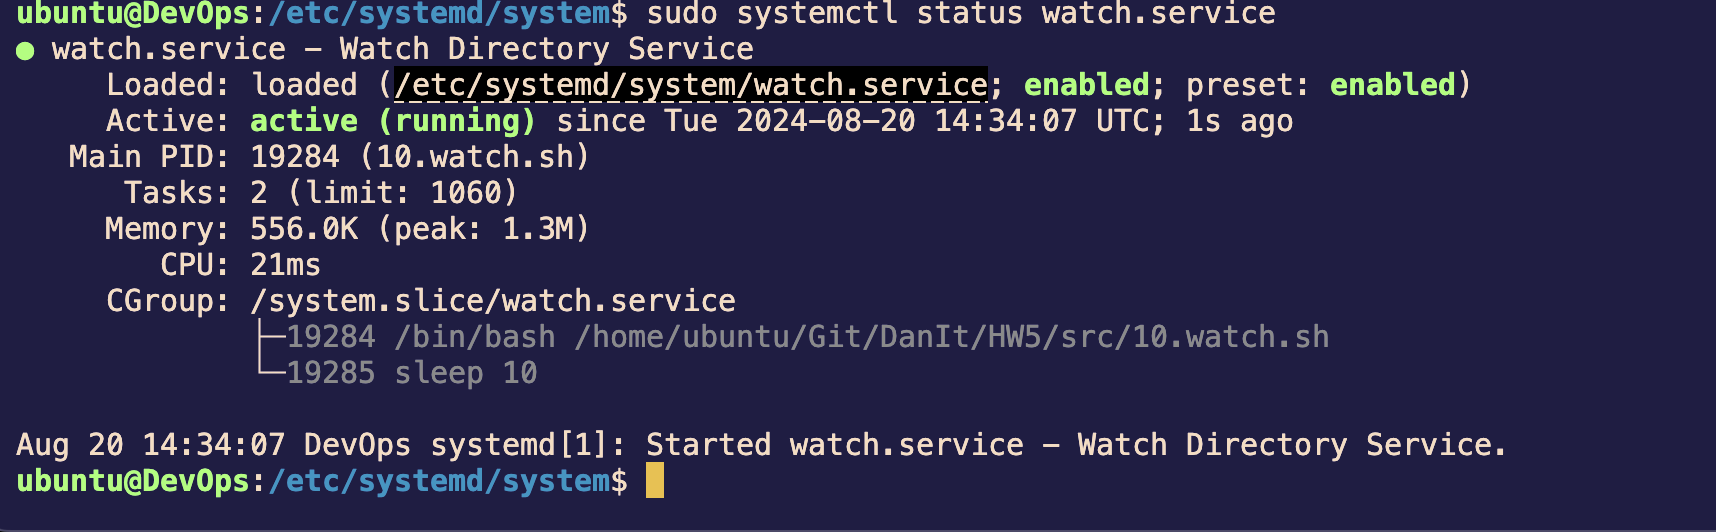 ubuntu@DevOps:/etc/systemd/system$ sudo systemctl status watch.service
● watch.service – Watch Directory Service
Loaded: loaded (/etc/systemd/system/watch.service; enabled; preset: enabled)
Active: active (running) since Tue 2024-08-20 14:34:07 UTC; 1s ago
Main PID: 19284 (10.watch.sh)
Tasks: 2 (limit: 1060)
Memory: 556.0K (peak: 1.3M)
CPU: 21ms
CGroup: /system.slice/watch.service
├─19284 /bin/bash /home/ubuntu/Git/DanIt/HW5/src/10.watch.sh
└─19285 sleep 10
Aug 20 14:34:07 DevOps systemd[1]: Started watch.service – Watch Directory Service.
ubuntu@DevOps:/etc/systemd/system$